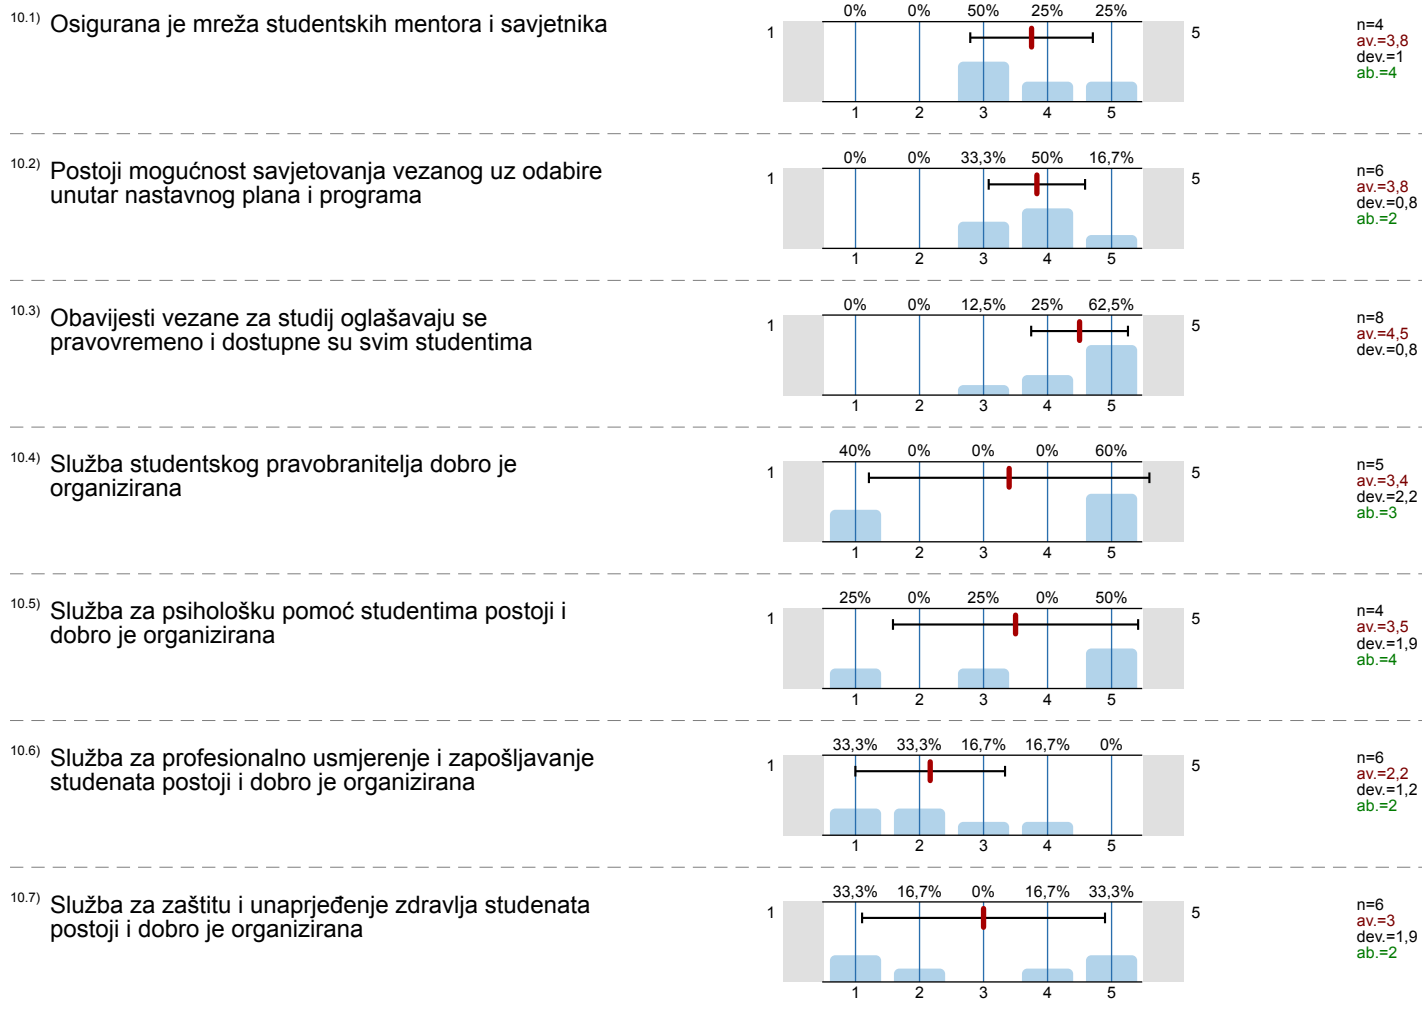 10.1) Osigurana je mreža studentskih mentora i savjetnika
0% 0% 50% 25% 25%
1 5
1 2 3 4 5
n=4
av.=3,8
dev.=1
ab.=4
10.2) Postoji mogućnost savjetovanja vezanog uz odabire
unutar nastavnog plana i programa
0% 0% 33,3% 50% 16,7%
1 5
1 2 3 4 5
n=6
av.=3,8
dev.=0,8
ab.=2
10.3) Obavijesti vezane za studij oglašavaju se
pravovremeno i dostupne su svim studentima
0% 0% 12,5% 25% 62,5%
1 5
1 2 3 4 5
n=8
av.=4,5
dev.=0,8
10.4) Služba studentskog pravobranitelja dobro je
organizirana
40% 0% 0% 0% 60%
1 5
1 2 3 4 5
n=5
av.=3,4
dev.=2,2
ab.=3
10.5) Služba za psihološku pomoć studentima postoji i
dobro je organizirana
25% 0% 25% 0% 50%
1 5
1 2 3 4 5
n=4
av.=3,5
dev.=1,9
ab.=4
10.6) Služba za profesionalno usmjerenje i zapošljavanje
studenata postoji i dobro je organizirana
33,3% 33,3% 16,7% 16,7% 0%
1 5
1 2 3 4 5
n=6
av.=2,2
dev.=1,2
ab.=2
10.7) Služba za zaštitu i unaprjeđenje zdravlja studenata
postoji i dobro je organizirana
33,3% 16,7% 0% 16,7% 33,3%
1 5
1 2 3 4 5
n=6
av.=3
dev.=1,9
ab.=2